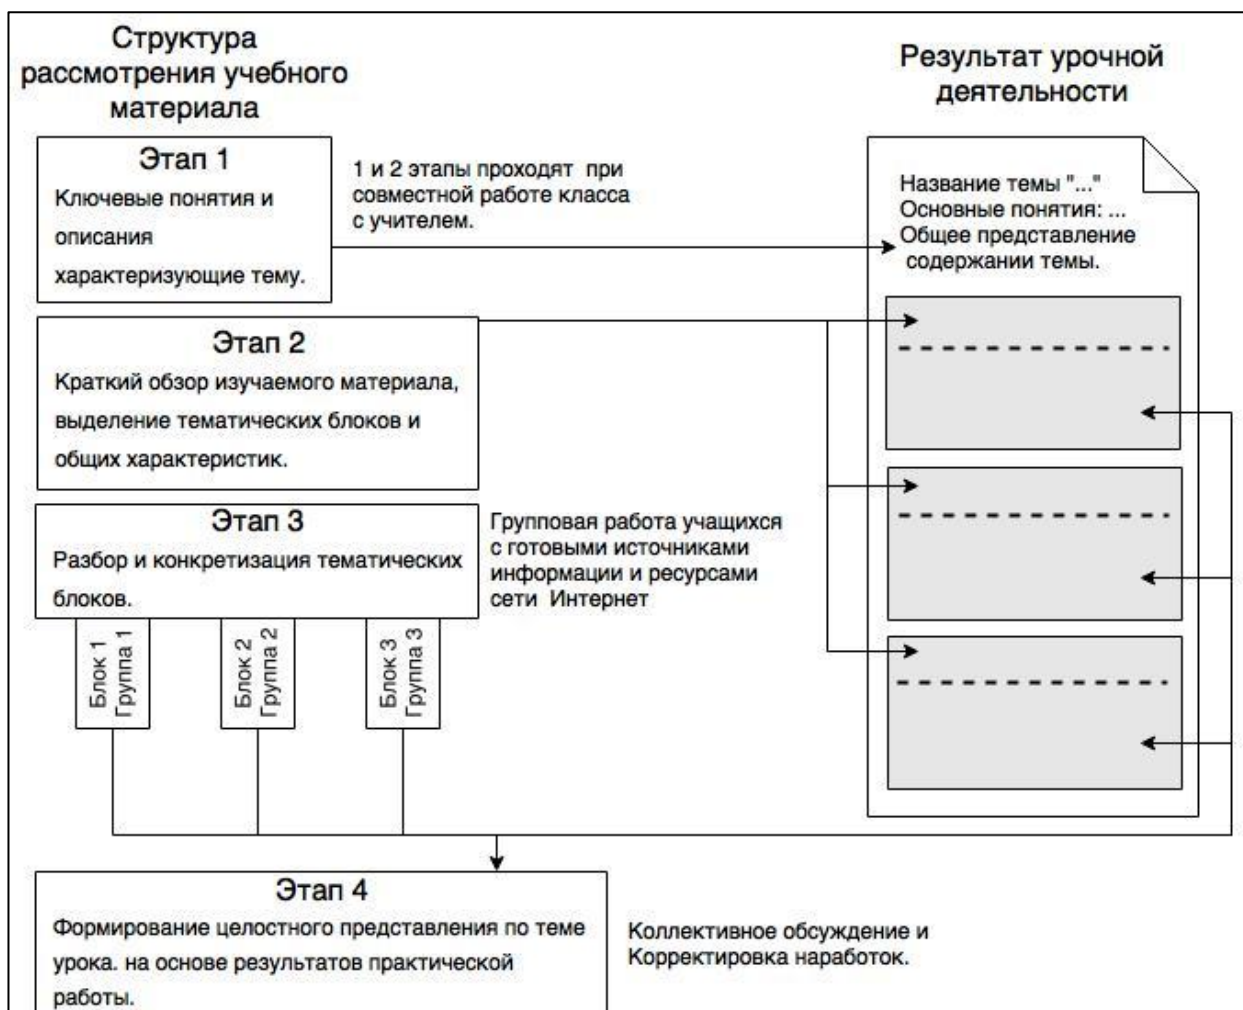 Структура
рассмотрения учебного
материала
Результат урочной
деятельности
Этап 1
Ключевые понятия и
описания
характеризующие тему.
1 и 2 этапы проходят при
совместной работе класса
с учителем.
Название темы "..."
Основные понятия: ...
Общее представление
содержании темы.
Этап 2
Краткий обзор изучаемого материала,
выделение тематических блоков и
общих характеристик.
Этап 3
Разбор и конкретизация тематических
блоков.
Групповая работа учащихся
с готовыми источниками
информации и ресурсами
сети Интернет
Блок 1
Группа 1
Блок 2
Группа 2
Блок 3
Группа 3
Этап 4
Формирование целостного представления по теме
урока. на основе результатов практической
работы.
Коллективное обсуждение и
Корректировка наработок.